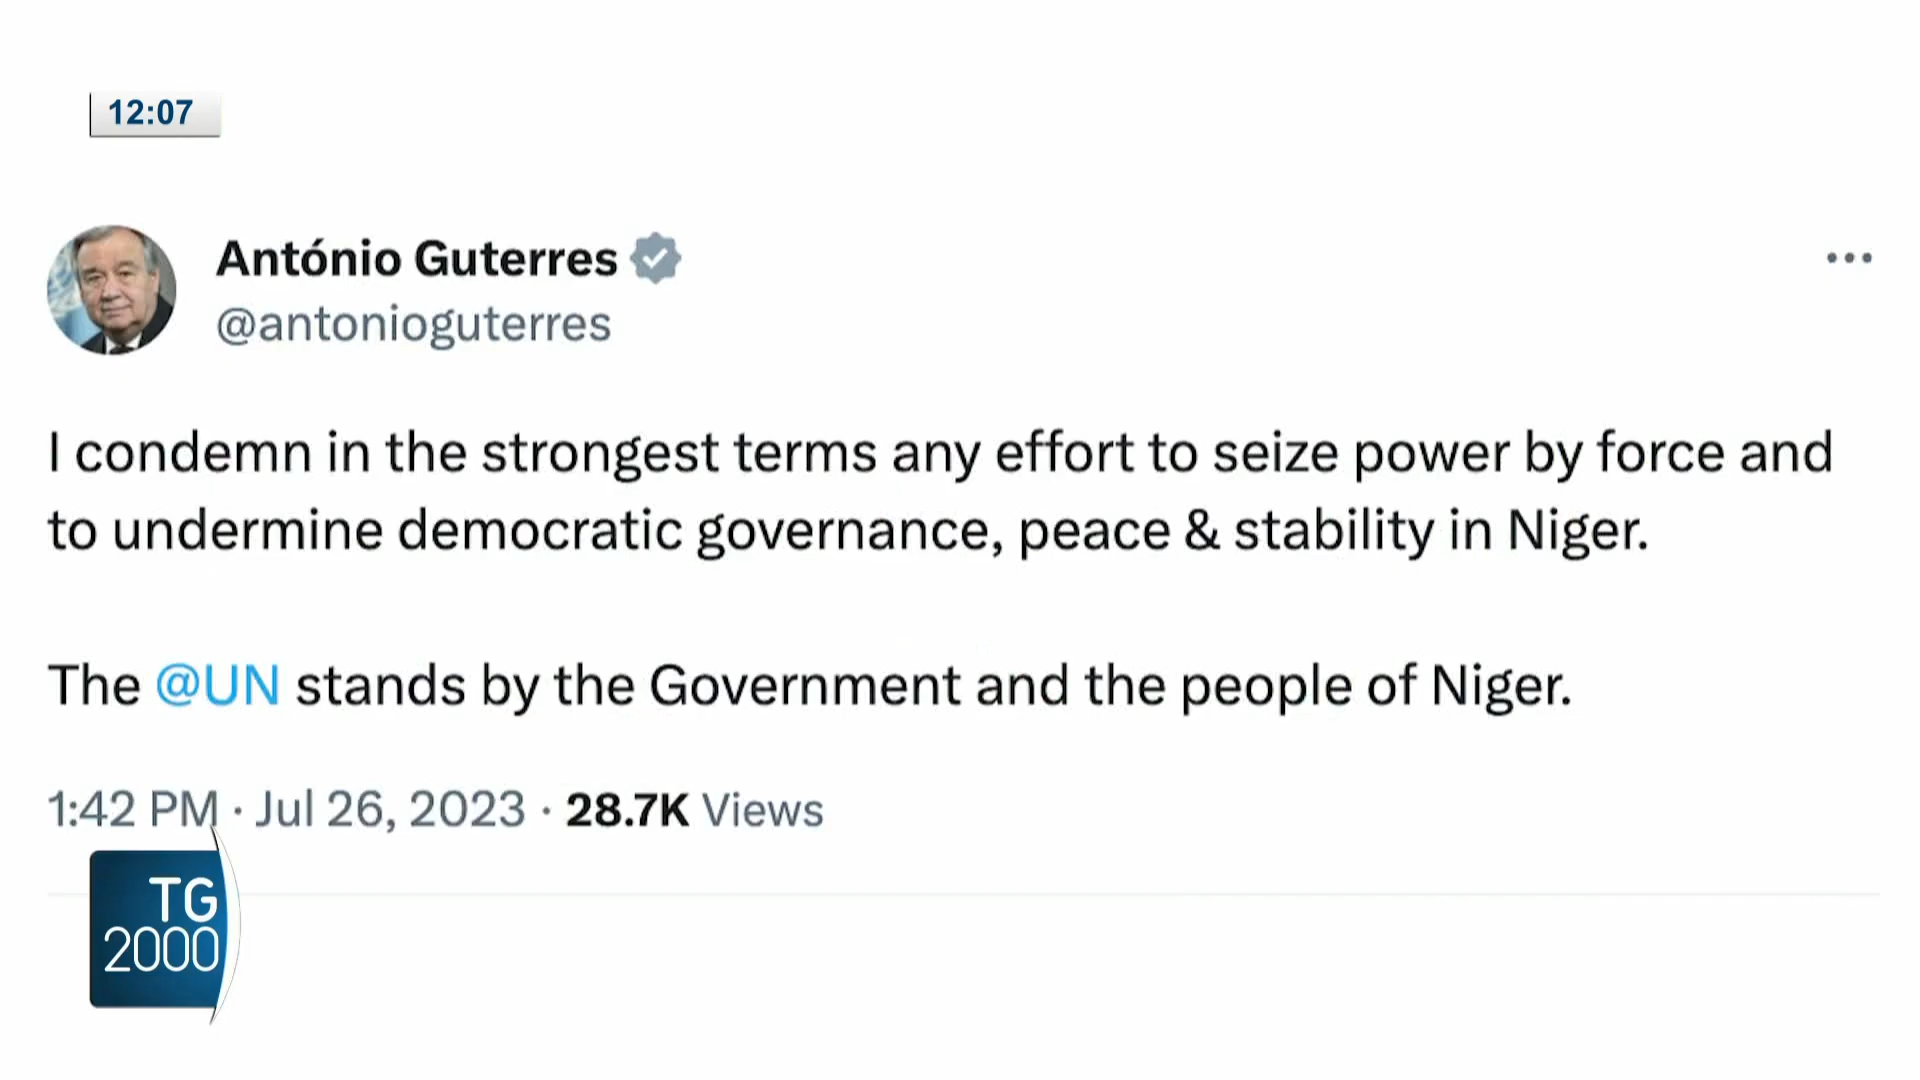 12:07
António Guterres
@antonioguterres
I condemn in the strongest terms any effort to seize power by force and
to undermine democratic governance, peace & stability in Niger.
The @UN stands by the Government and the people of Niger.
1:42 PM · Jul 26, 2023 · 28.7K Views
TG
2000